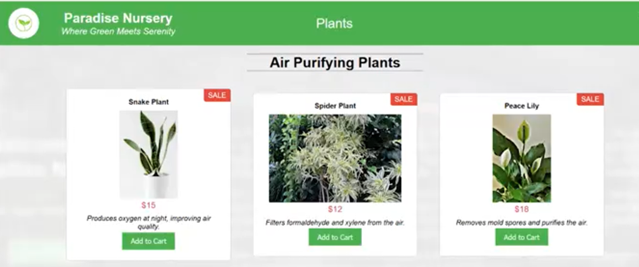 Paradise Nursery
Where Green Meets Serenity
Plants
Air Purifying Plants
SALE
Snake Plant
$15
Produces oxygen at night, improving air
quality.
Add to Cart
SALE
Spider Plant
$12
Filters formaldehyde and xylene from the air.
Add to Cart
SALE
Peace Lily
$18
Removes mold spores and purifies the air.
Add to Cart